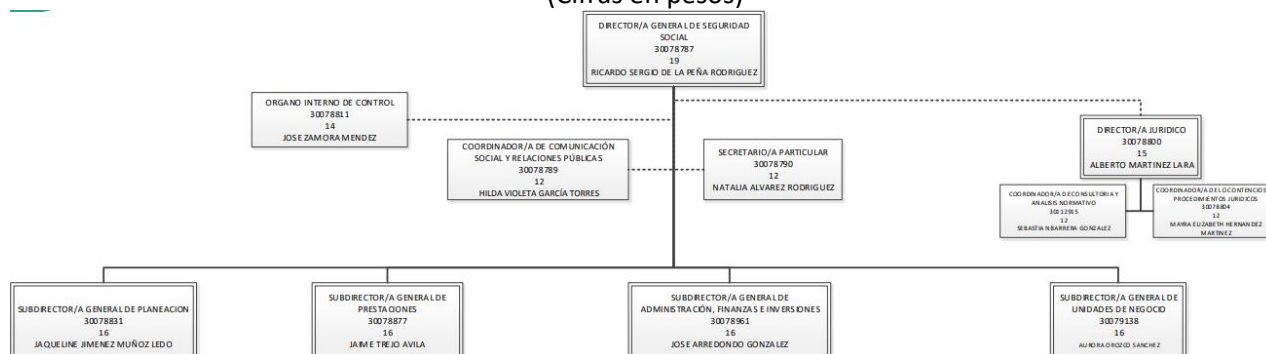 (Cifras en pesos)
DIRECTOR/A GENERAL DE SEGURIDAD
SOCIAL
30078787
19
RICARDO SERGIO DE LA PEÑA RODRIGUEZ
ORGANO INTERNO DE CONTROL
30078811
14
JOSE ZAMORA MENDEZ
COORDINADOR/A DE COMUNICACIÓN
SOCIAL Y RELACIONES PÚBLICAS
30078789
12
HILDA VIOLETA GARCÍA TORRES
SECRETARIO/A PARTICULAR
30078790
12
NATALIA ALVAREZ RODRIGUEZ
DIRECTOR/A JURIDICO
30078800
15
ALBERTO MARTINEZ LARA
COORDINADOR/A DE CONSULTORIA Y
ANALISIS NORMATIVO
30112915
12
SEBASTIAN BARRERA GONZALEZ
COORDINADOR/A DE LO CONTENCIOS
PROCEDIMIENTOS JURIDICOS
30078804
12
MAYRA ELIZABETH HERNANDEZ
MARTINEZ
SUBDIRECTOR/A GENERAL DE PLANEACION
30078831
16
JAQUELINE JIMENEZ MUÑOZ LEDO
SUBDIRECTOR/A GENERAL DE
PRESTACIONES
30078877
16
JAIME TREJO AVILA
SUBDIRECTOR/A GENERAL DE
ADMINISTRACIÓN, FINANZAS E INVERSIONES
30078961
16
JOSE ARREDONDO GONZALEZ
SUBDIRECTOR/A GENERAL DE
UNIDADES DE NEGOCIO
30079138
16
AURORA OROZCO SANCHEZ